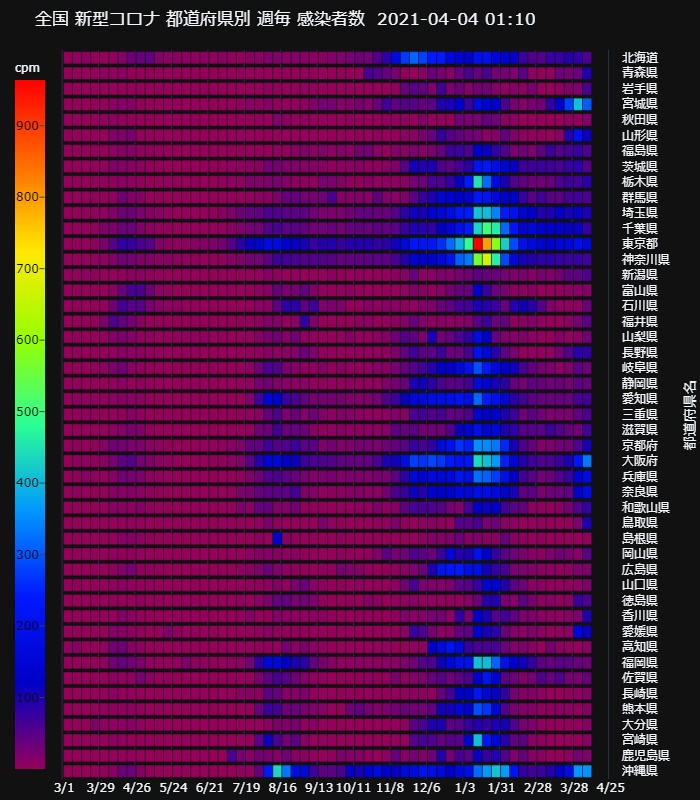 全国 新型コロナ 都道府県別 週毎 感染者数 2021-04-04 01:10
cpm
900
800
700
600
500
400
300
200
100
北海道
青森県
岩手県
宮城県
秋田県
山形県
福島県
茨城県
栃木県
群馬県
埼玉県
千葉県
東京都
神奈川県
新潟県
富山県
石川県
福井県
山梨県
長野県
岐阜県
静岡県
愛知県
三重県
滋賀県
京都府
大阪府
兵庫県
奈良県
和歌山県
鳥取県
島根県
岡山県
広島県
山口県
徳島県
香川県
愛媛県
高知県
福岡県
佐賀県
長崎県
熊本県
大分県
宮崎県
鹿児島県
沖縄県
都道府県名
3/1 3/29 4/26 5/24 6/21 7/19 8/16 9/13 10/11 11/8 12/6 1/3 1/31 2/28 3/28 4/25